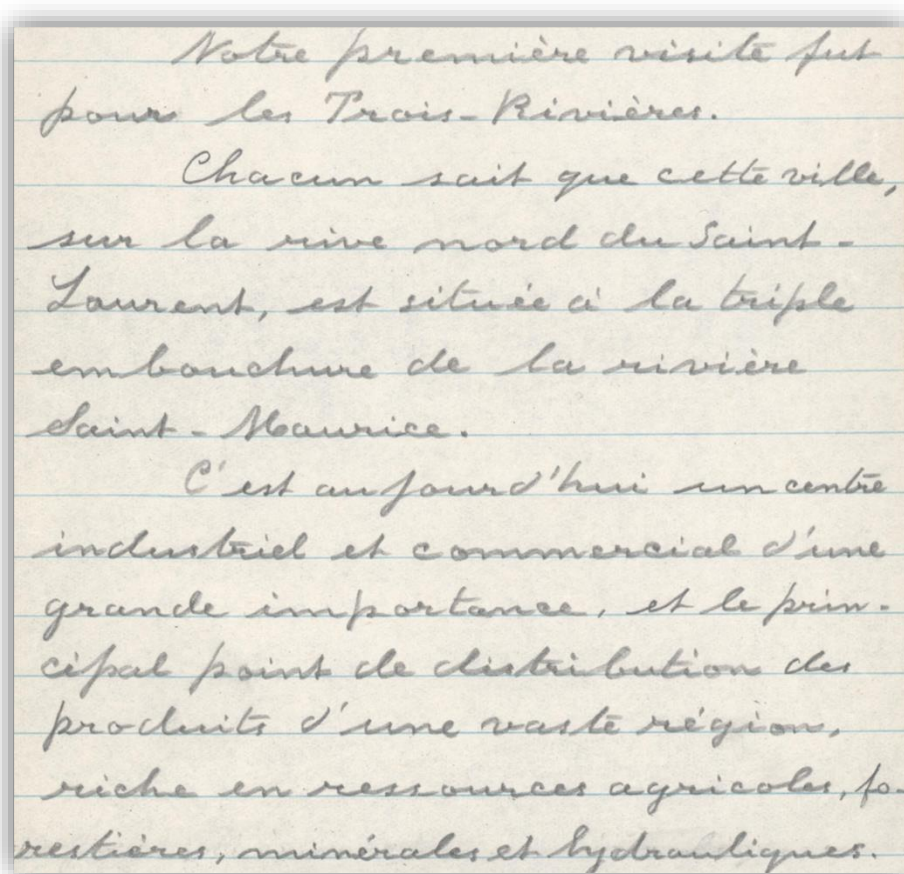 Notre première visite fut
pour les Trois-Rivières.
Chacun sait que cette ville,
sur la rive nord du Saint-
Laurent, est située à la triple
embouchure de la rivière
Saint-Maurice.
C'est aujourd'hui un centre
industriel et commercial d'une
grande importance, et le prin-
cipal point de distribution des
produits d'une vaste région,
riche en ressources agricoles, fo-
restières, minérales et hydrauliques.